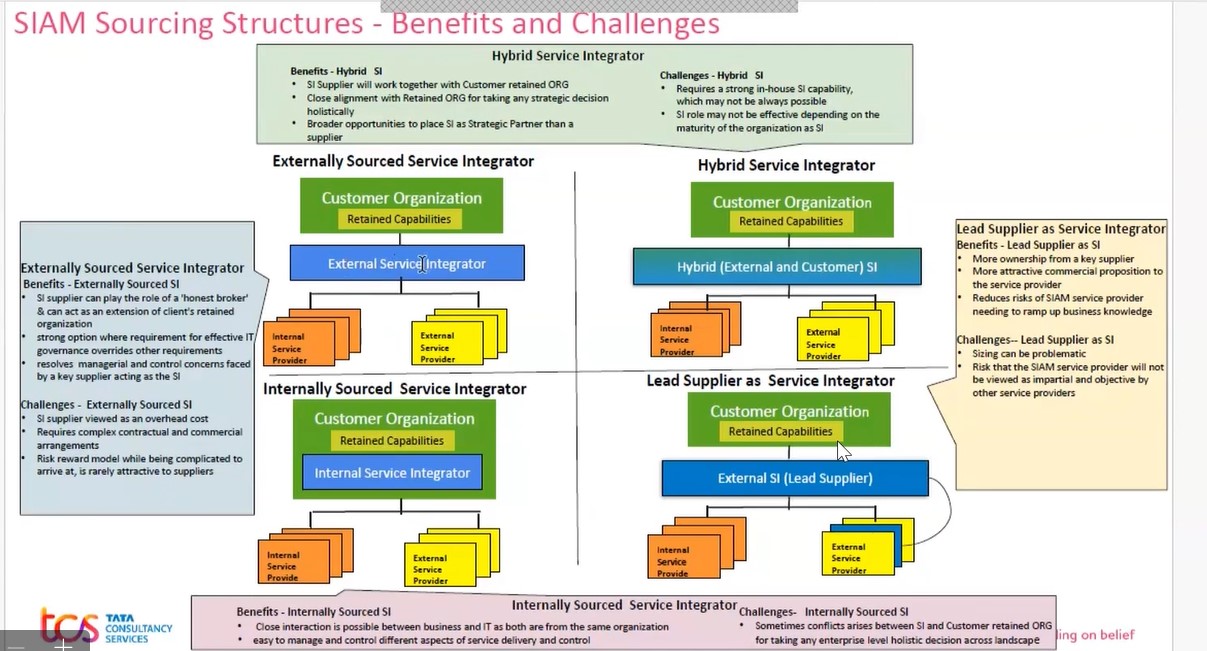 SIAM Sourcing Structures - Benefits and Challenges
Hybrid Service Integrator
Benefits - Hybrid SI
• SI Supplier will work together with Customer retained ORG
• Close alignment with Retained ORG for taking any strategic decision
holistically
• Broader opportunities to place SI as Strategic Partner than a
supplier
Challenges - Hybrid SI
• Requires a strong in-house SI capability,
which may not be always possible
• SI role may not be effective depending on the
maturity of the organization as SI
Externally Sourced Service Integrator
Customer Organization
Retained Capabilities
External Service Integrator
Internal
Service
Provider
External
Service
Provider
Hybrid Service Integrator
Customer Organization
Retained Capabilities
Hybrid (External and Customer) SI
Internal
Service
Provider
External
Service
Provider
Externally Sourced Service Integrator
Benefits - Externally Sourced SI
• SI supplier can play the role of a 'honest broker'
& can act as an extension of client's retained
organization
• strong option where requirement for effective IT
governance overrides other requirements
• resolves managerial and control concerns faced
by a key supplier acting as the SI
Challenges - Externally Sourced SI
• SI supplier viewed as an overhead cost
• Requires complex contractual and commercial
arrangements
• Risk reward model while being complicated to
arrive at, is rarely attractive to suppliers
Lead Supplier as Service Integrator
Benefits - Lead Supplier as SI
• More ownership from a key supplier
• More attractive commercial proposition to
the service provider
• Reduces risks of SIAM service provider
needing to ramp up business knowledge
Challenges-- Lead Supplier as SI
• Sizing can be problematic
• Risk that the SIAM service provider will not
be viewed as impartial and objective by
other service providers
Internally Sourced Service Integrator
Customer Organization
Retained Capabilities
Internal Service Integrator
Internal
Service
Provide
External
Service
Provider
Lead Supplier as Service Integrator
Customer Organization
Retained Capabilities
External SI (Lead Supplier)
Internal
Service
Provide
External
Service
Provider
Internally Sourced Service Integrator
Benefits - Internally Sourced SI
• Close interaction is possible between business and IT as both are from the same organization
• easy to manage and control different aspects of service delivery and control
Challenges- Internally Sourced SI
• Sometimes conflicts arises between SI and Customer retained ORG
for taking any enterprise level holistic decision across landscape
tcs
TATA
CONSULTANCY
SERVICES
ing on belief